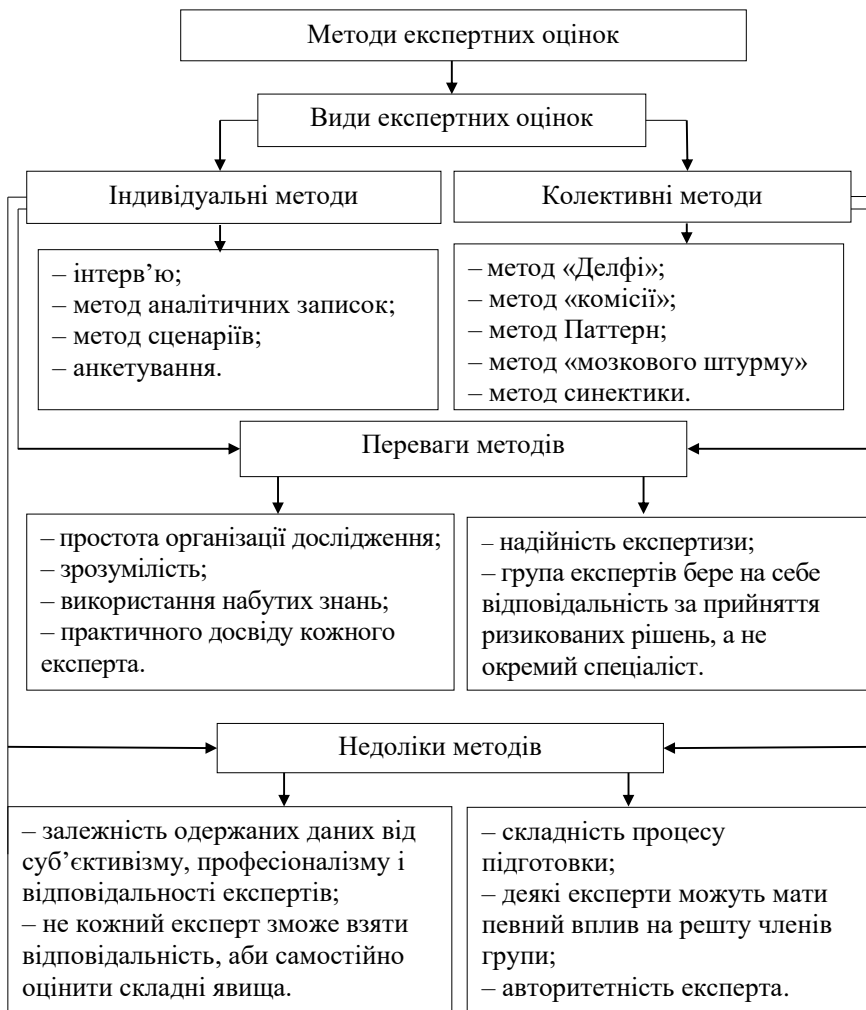 Методи експертних оцінок
Види експертних оцінок
Індивідуальні методи
Колективні методи
– інтерв’ю;
– метод аналітичних записок;
– метод сценаріїв;
– анкетування.
– метод «Делфі»;
– метод «комісії»;
– метод Паттерн;
– метод «мозкового штурму»
– метод синектики.
Переваги методів
– простота організації дослідження;
– зрозумілість;
– використання набутих знань;
– практичного досвіду кожного
експерта.
– надійність експертизи;
– група експертів бере на себе
відповідальність за прийняття
ризикованих рішень, а не
окремий спеціаліст.
Недоліки методів
– залежність одержаних даних від
суб’єктивізму, професіоналізму і
відповідальності експертів;
– не кожний експерт зможе взяти
відповідальність, аби самостійно
оцінити складні явища.
– складність процесу
підготовки;
– деякі експерти можуть мати
певний вплив на решту членів
групи;
– авторитетність експерта.